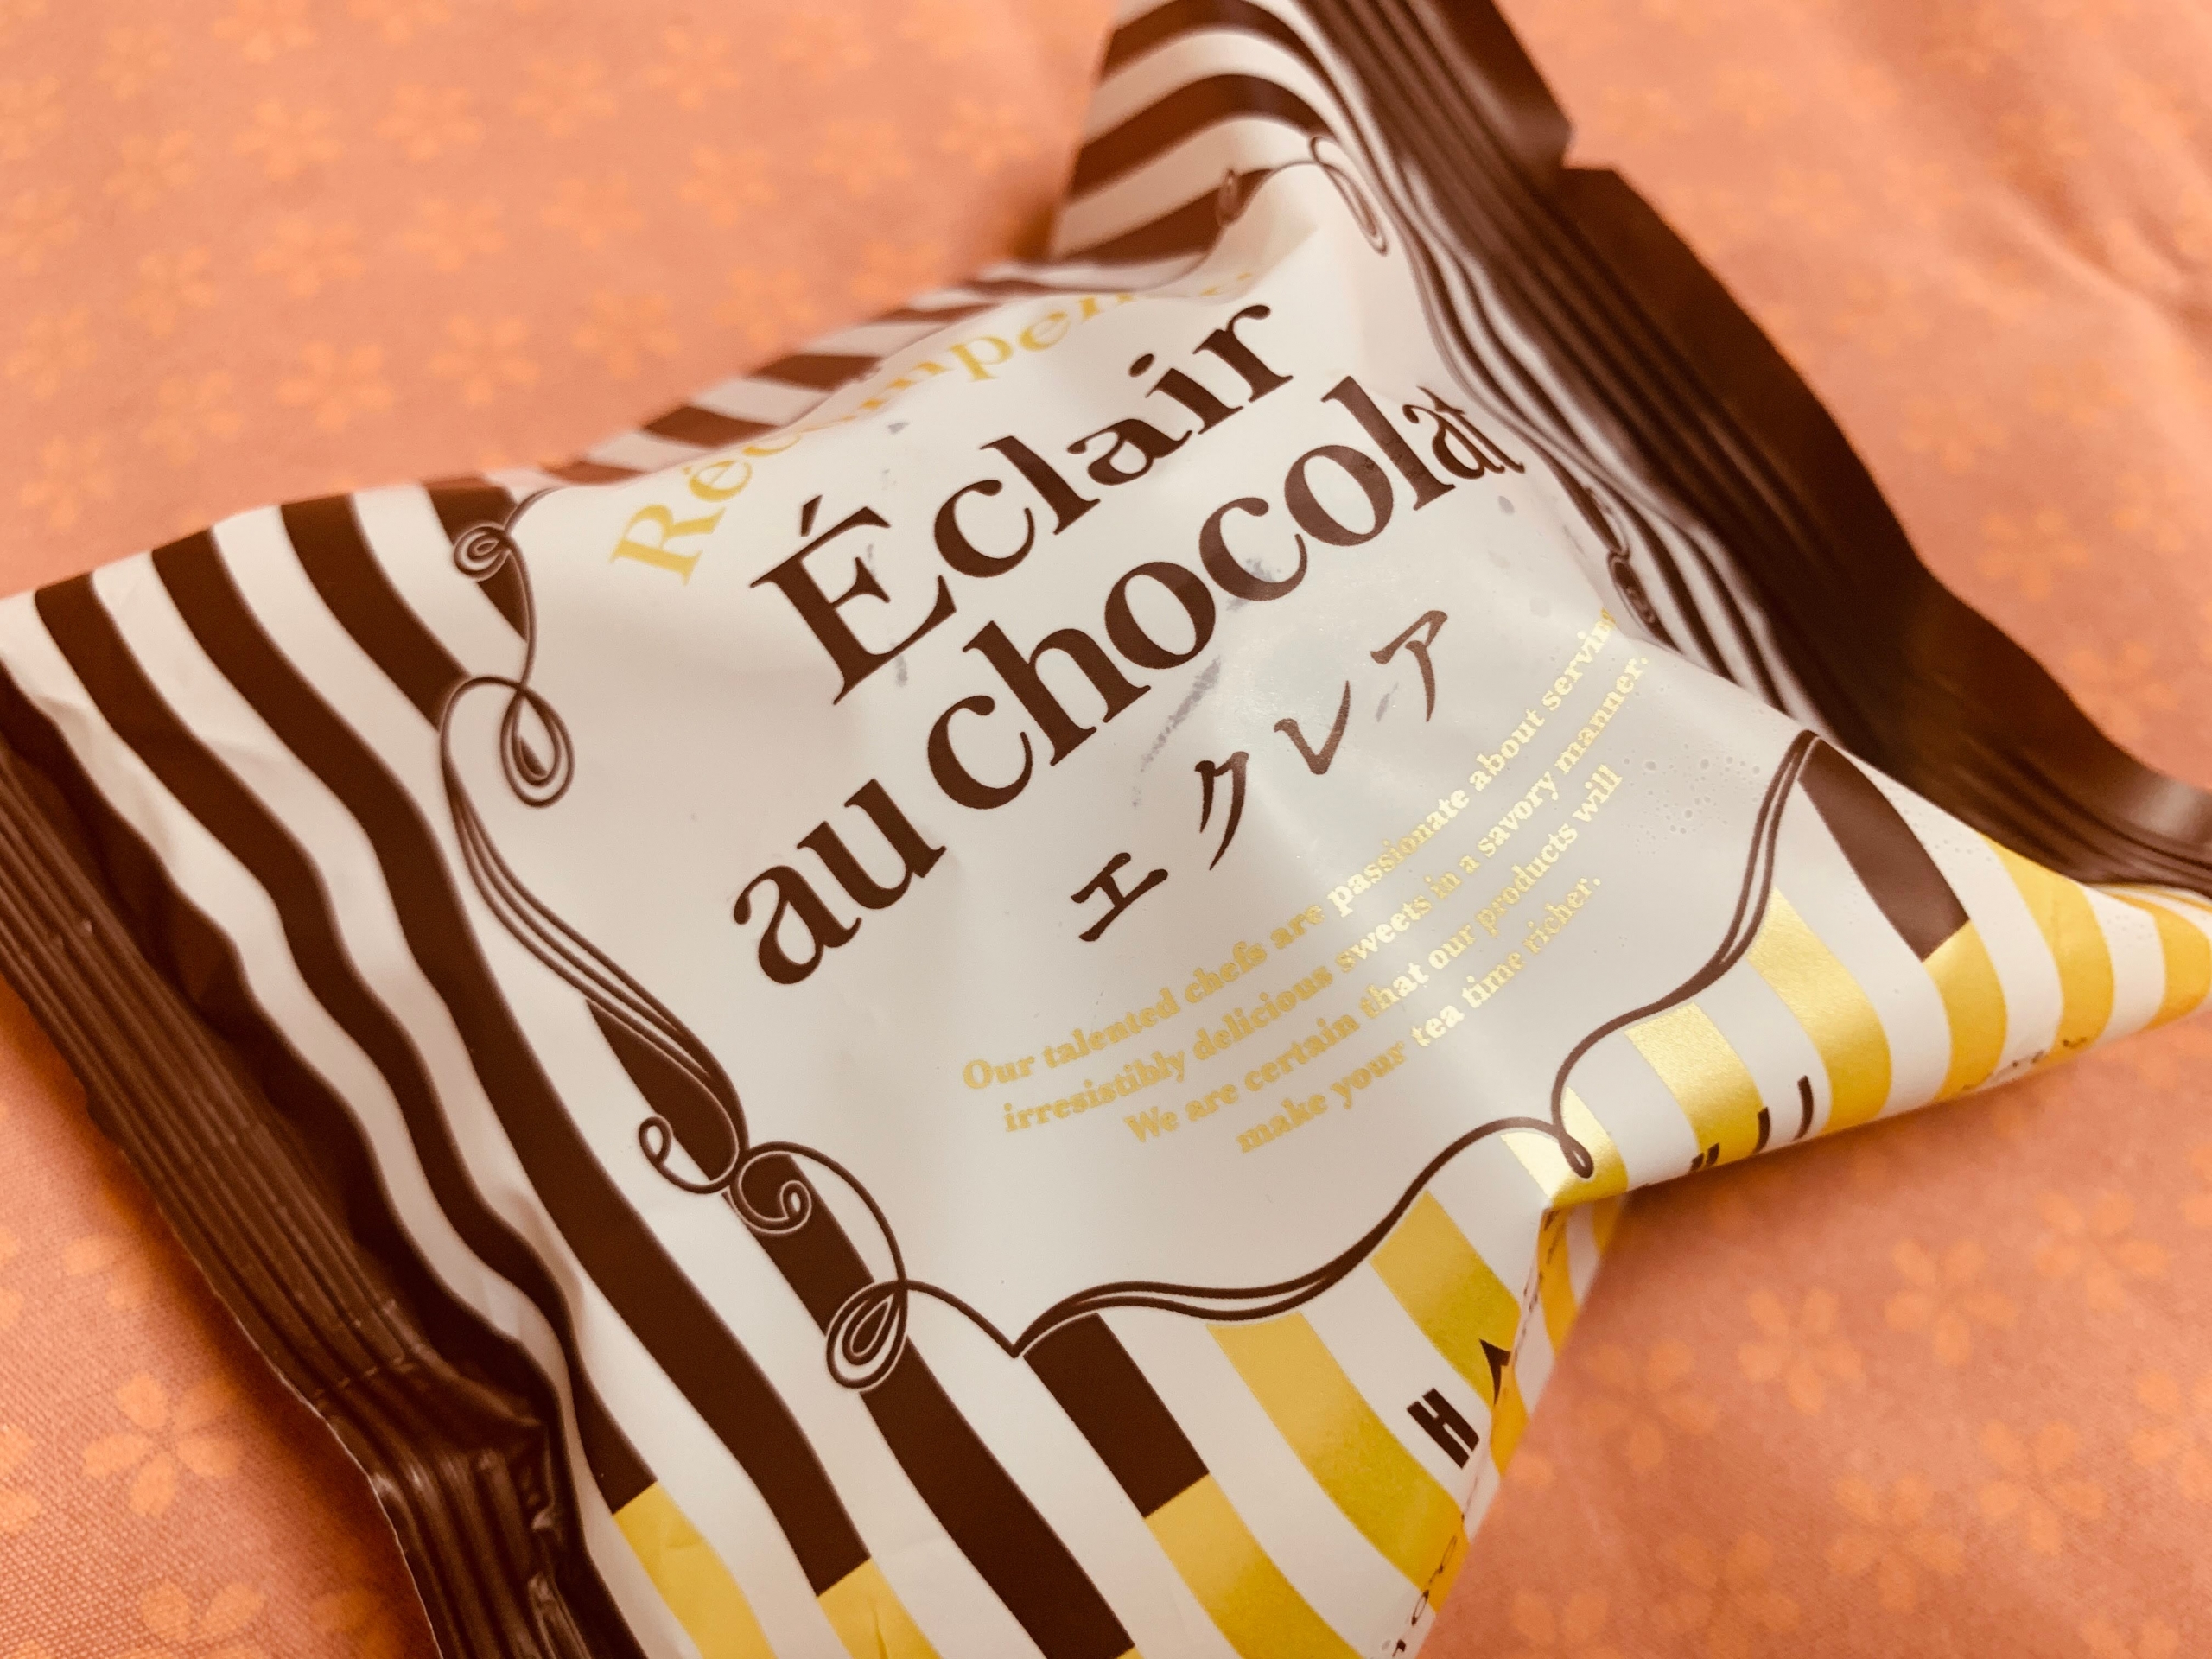 Récompense
Éclair
au chocolat
エクレア
Our talented chefs are passionate about serving
irresistibly delicious sweets in a savory manner.
We are certain that our products will
make your tea time richer.